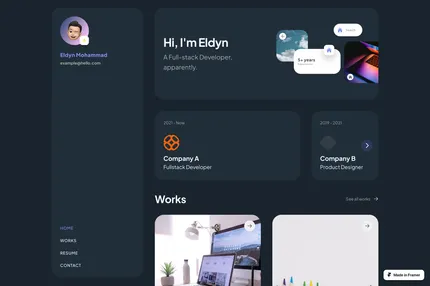 Eldyn Mohammad
example@hello.com
HOME
WORKS
RESUME
CONTACT
Hi, I'm Eldyn
A Full-stack Developer,
apparently.
5+ years
2021 - Now
Company A
Fullstack Developer
2019 - 2021
Company B
Product Designer
Works
See all works
Made in Framer